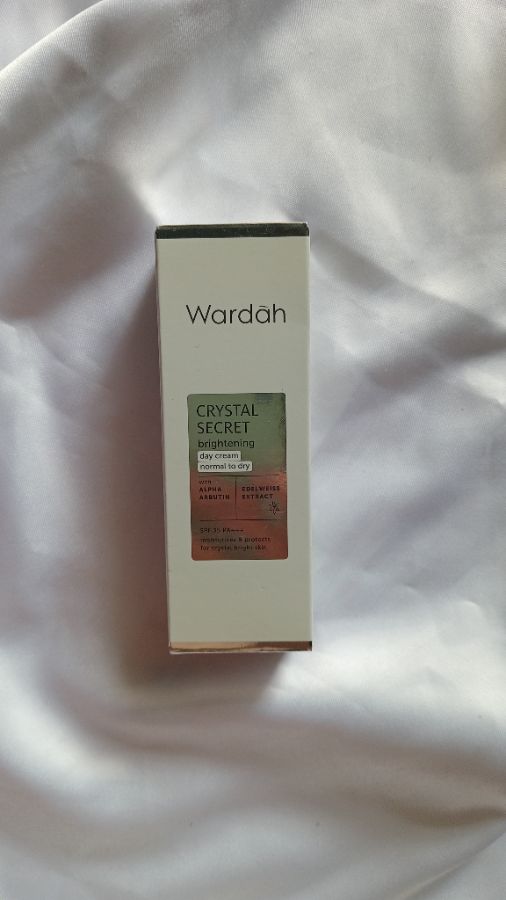 Wardah
CRYSTAL
SECRET
brightening
day cream
normal to dry
with
ALPHA
ARBUTIN
EDELWEISS
EXTRACT
SPF 35 PA+++
moisturizes & protects
for crystal bright skin